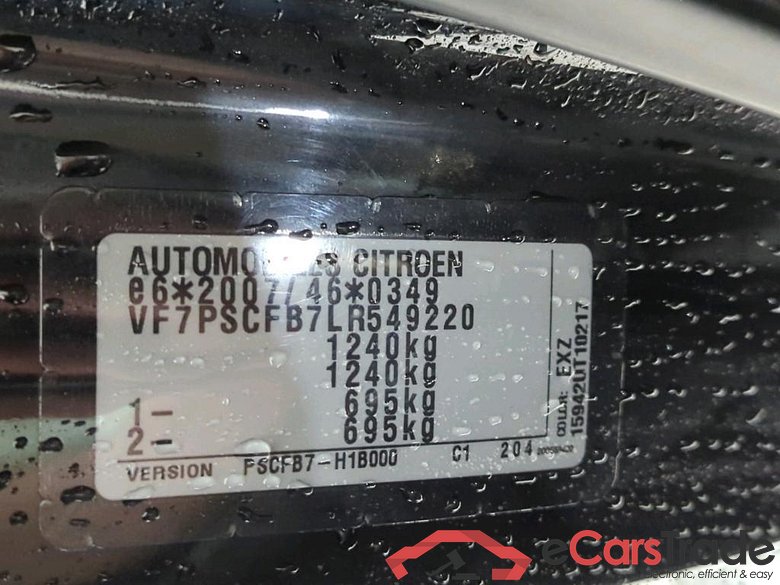 AUTOMOBILES CITROEN
e6*2007/46*0349
VF7PSCFB7LR549220
1240kg
1240kg
1- 695kg
2- 695kg
VERSION PSCFB7-H1B000 C1 204
COLOR: EXZ
15942UT10217
eCarsTrade
electronic, efficient & easy